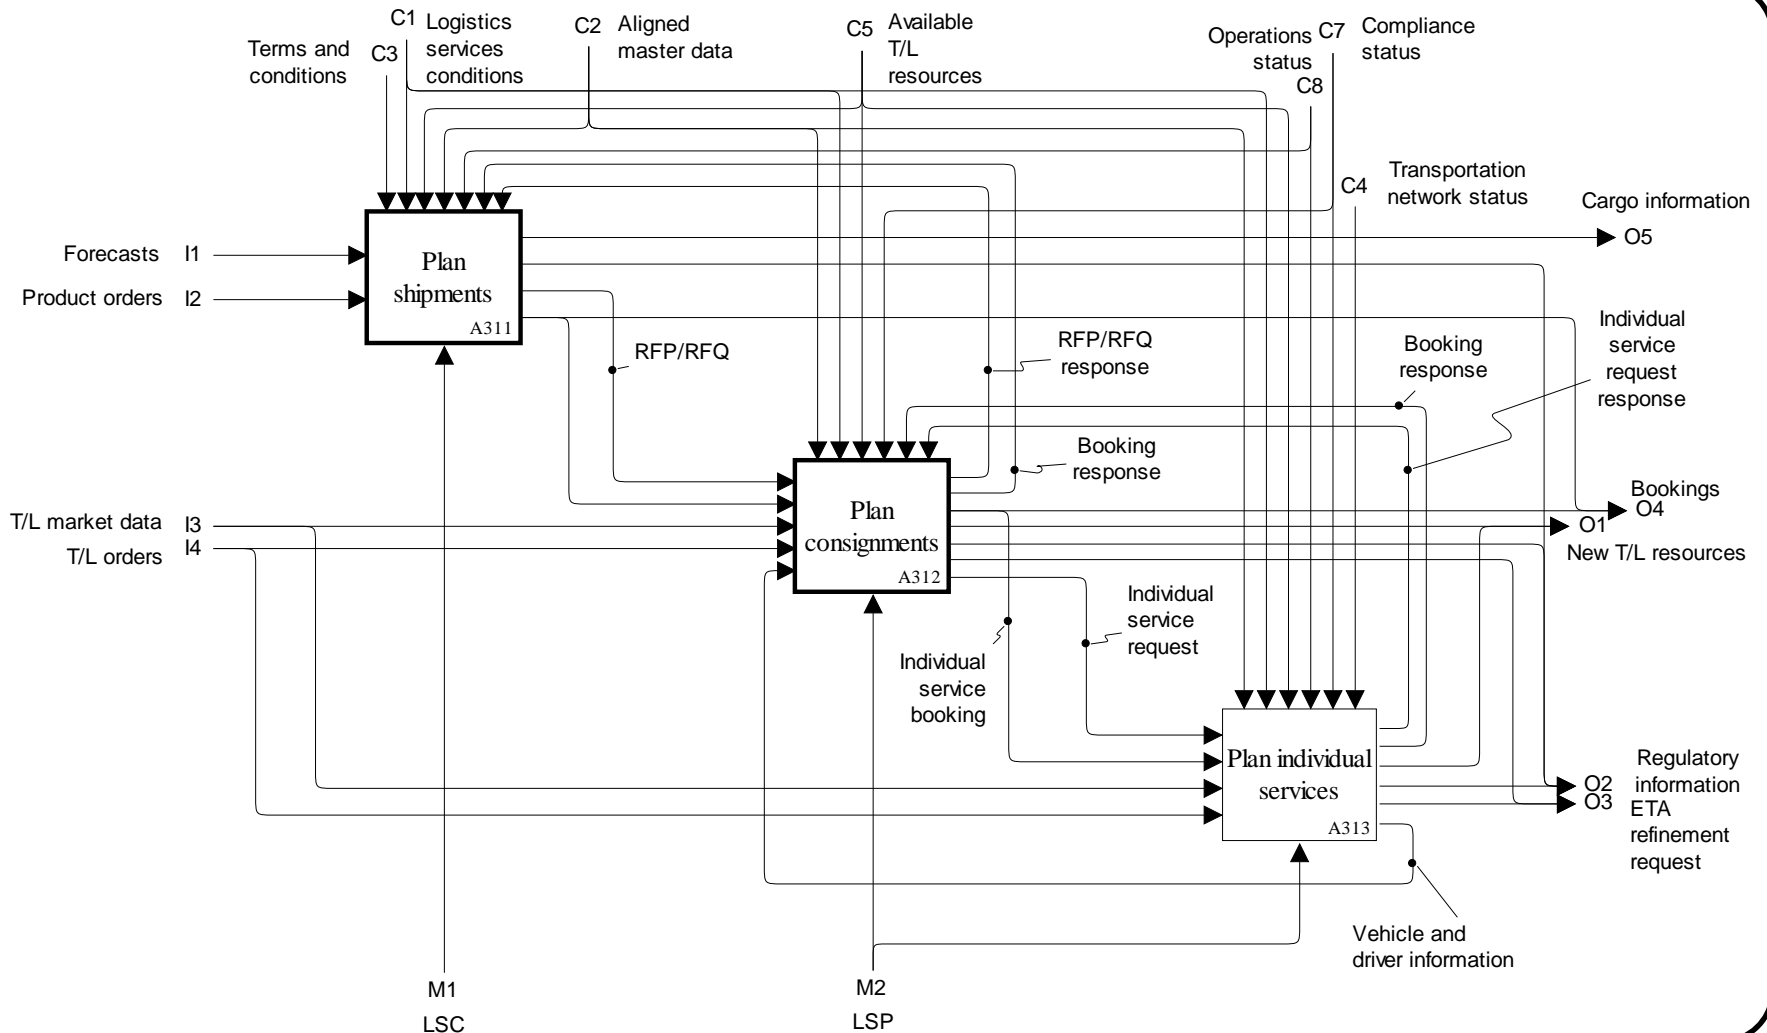 C1
Logistics
services
conditions
C2
Aligned
master data
C5
Available
T/L
resources
Operations
status
C7
Compliance
status
Terms and
conditions
C3
C8
Transportation
network status
C4
Cargo information
O5
Forecasts I1
Product orders I2
Plan
shipments
A311
RFP/RFQ
RFP/RFQ
response
Booking
response
Individual
service
request
response
Booking
response
T/L market data I3
T/L orders I4
Plan
consignments
A312
Bookings
O4
O1
New T/L resources
Individual
service
request
Individual
service
booking
Plan individual
services
A313
O2
Regulatory
information
O3
ETA
refinement
request
Vehicle and
driver information
M1
LSC
M2
LSP